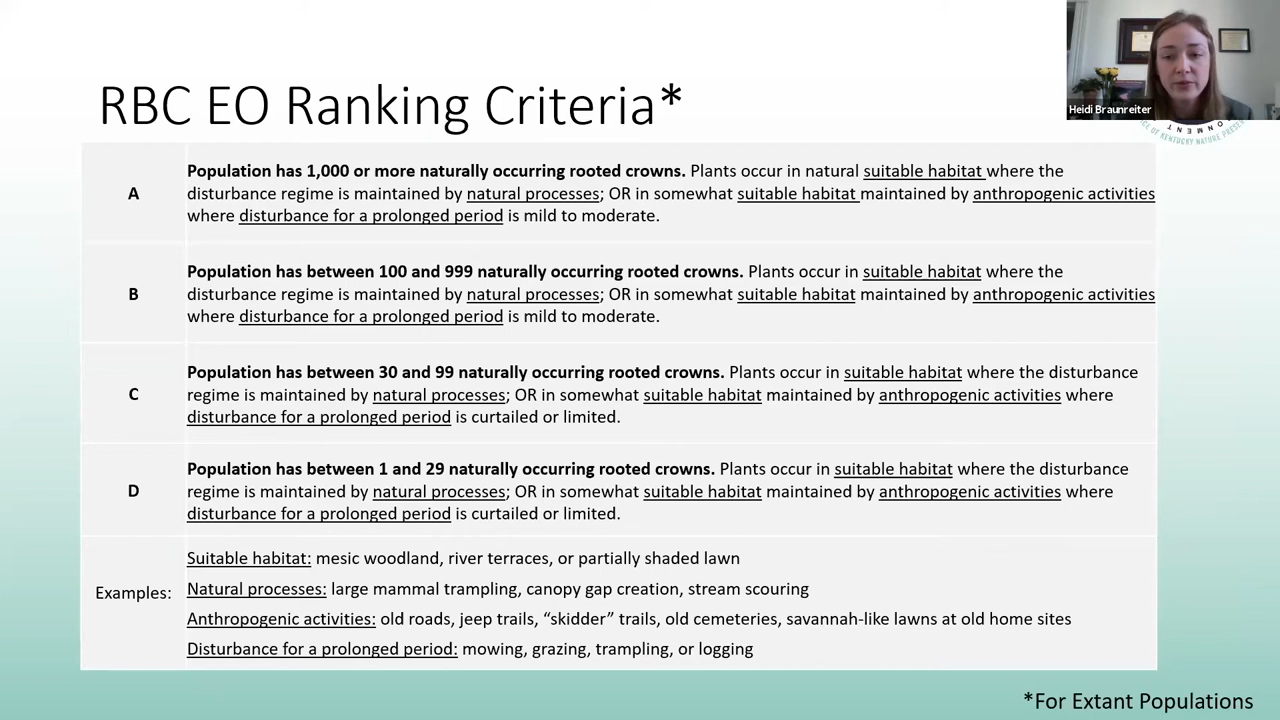 Heidi Braunreiter
OF KENTUCKY NATURE PRESE
RBC EO Ranking Criteria*
A
Population has 1,000 or more naturally occurring rooted crowns. Plants occur in natural suitable habitat where the
disturbance regime is maintained by natural processes; OR in somewhat suitable habitat maintained by anthropogenic activities
where disturbance for a prolonged period is mild to moderate.
B
Population has between 100 and 999 naturally occurring rooted crowns. Plants occur in suitable habitat where the
disturbance regime is maintained by natural processes; OR in somewhat suitable habitat maintained by anthropogenic activities
where disturbance for a prolonged period is mild to moderate.
C
Population has between 30 and 99 naturally occurring rooted crowns. Plants occur in suitable habitat where the disturbance
regime is maintained by natural processes; OR in somewhat suitable habitat maintained by anthropogenic activities where
disturbance for a prolonged period is curtailed or limited.
D
Population has between 1 and 29 naturally occurring rooted crowns. Plants occur in suitable habitat where the disturbance
regime is maintained by natural processes; OR in somewhat suitable habitat maintained by anthropogenic activities where
disturbance for a prolonged period is curtailed or limited.
Examples:
Suitable habitat: mesic woodland, river terraces, or partially shaded lawn
Natural processes: large mammal trampling, canopy gap creation, stream scouring
Anthropogenic activities: old roads, jeep trails, “skidder” trails, old cemeteries, savannah-like lawns at old home sites
Disturbance for a prolonged period: mowing, grazing, trampling, or logging
*For Extant Populations